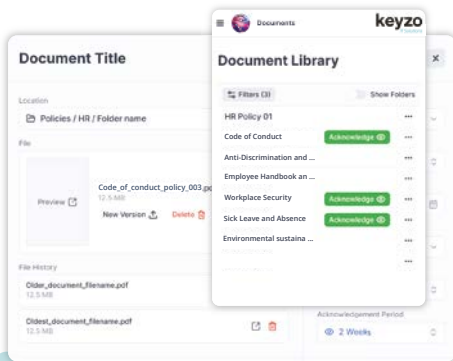 Documents
keyzo
Document Library
Filters (3)
Show Folders
HR Policy 01
Code of Conduct
Acknowledge
Anti-Discrimination and ...
Employee Handbook an ...
Workplace Security
Acknowledge
Sick Leave and Absence
Acknowledge
Environmental sustaina ...
Document Title
Location
Policies / HR / Folder name
File
Preview
Code_of_conduct_policy_003.pd
12.5 MB
New Version
Delete
File History
Older_document_filename.pdf
12.5 MB
Oldest_document_filename.pdf
12.5 MB
Acknowledgement Period
2 Weeks